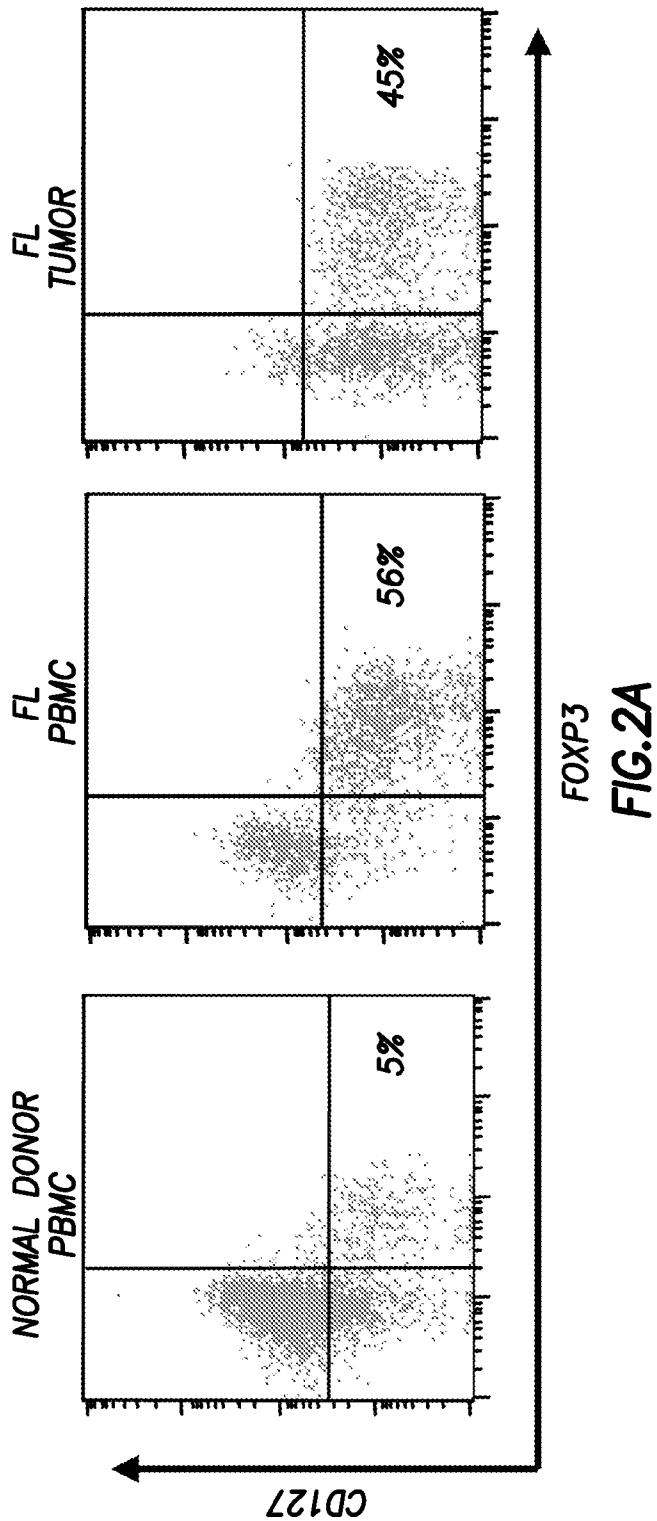 NORMAL DONOR
PBMC
FL
PBMC
FL
TUMOR
5%
56%
45%
CD127
FOXP3
FIG.2A